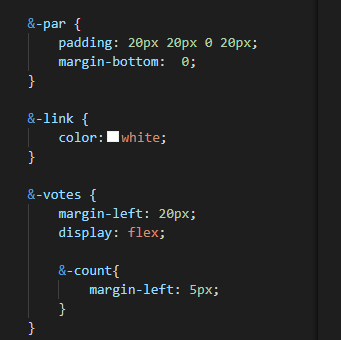 &-par {
padding: 20px 20px 0 20px;
margin-bottom:  0;
}
&-link {
color: white;
}
&-votes {
margin-left: 20px;
display: flex;
&-count{
margin-left: 5px;
}
}